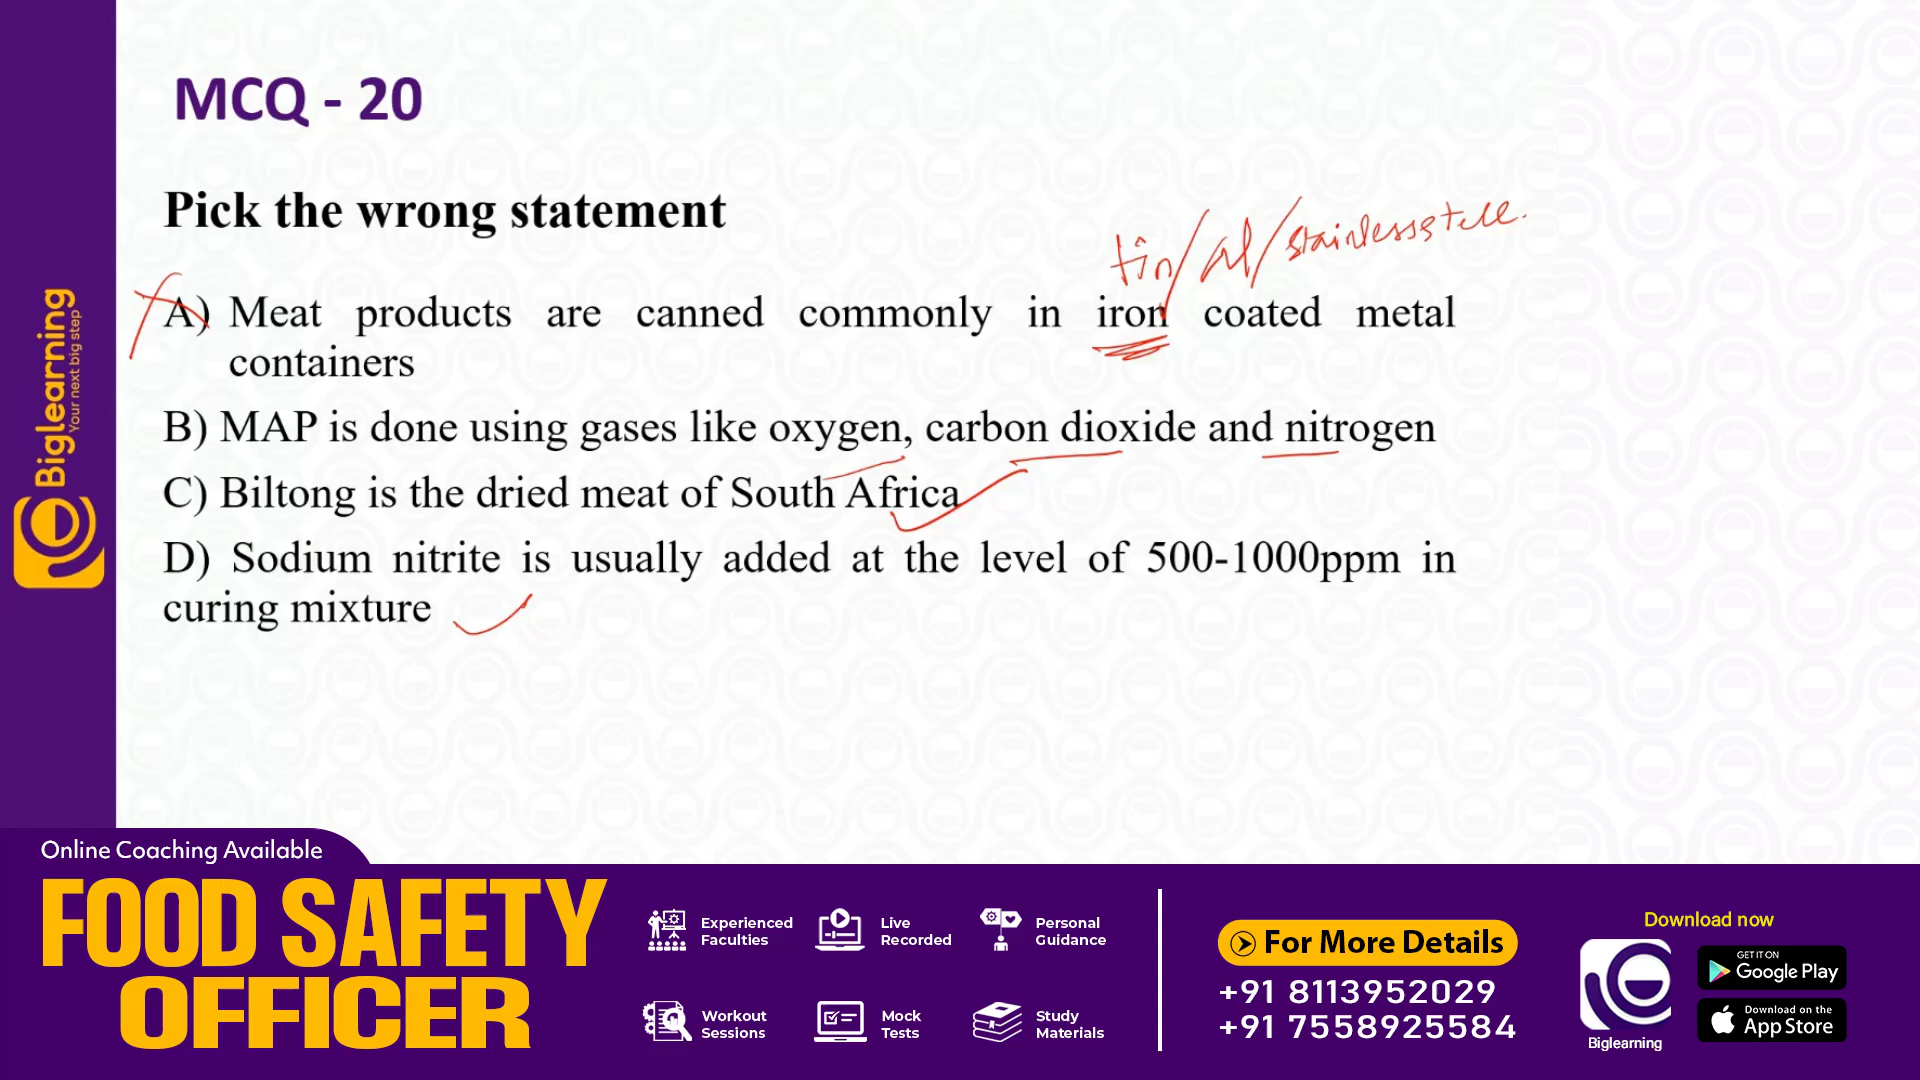 MCQ - 20
Pick the wrong statement
tin/al/stainlessstell.
A) Meat products are canned commonly in iron coated metal
containers
B) MAP is done using gases like oxygen, carbon dioxide and nitrogen
C) Biltong is the dried meat of South Africa
D) Sodium nitrite is usually added at the level of 500-1000ppm in
curing mixture
Biglearning
Your next big step
Online Coaching Available
FOOD SAFETY
OFFICER
Experienced
Faculties
Live
Recorded
Personal
Guidance
Workout
Sessions
Mock
Tests
Study
Materials
For More Details
+91 8113952029
+91 7558925584
Download now
Biglearning
GET IT ON
Google Play
Download on the
App Store